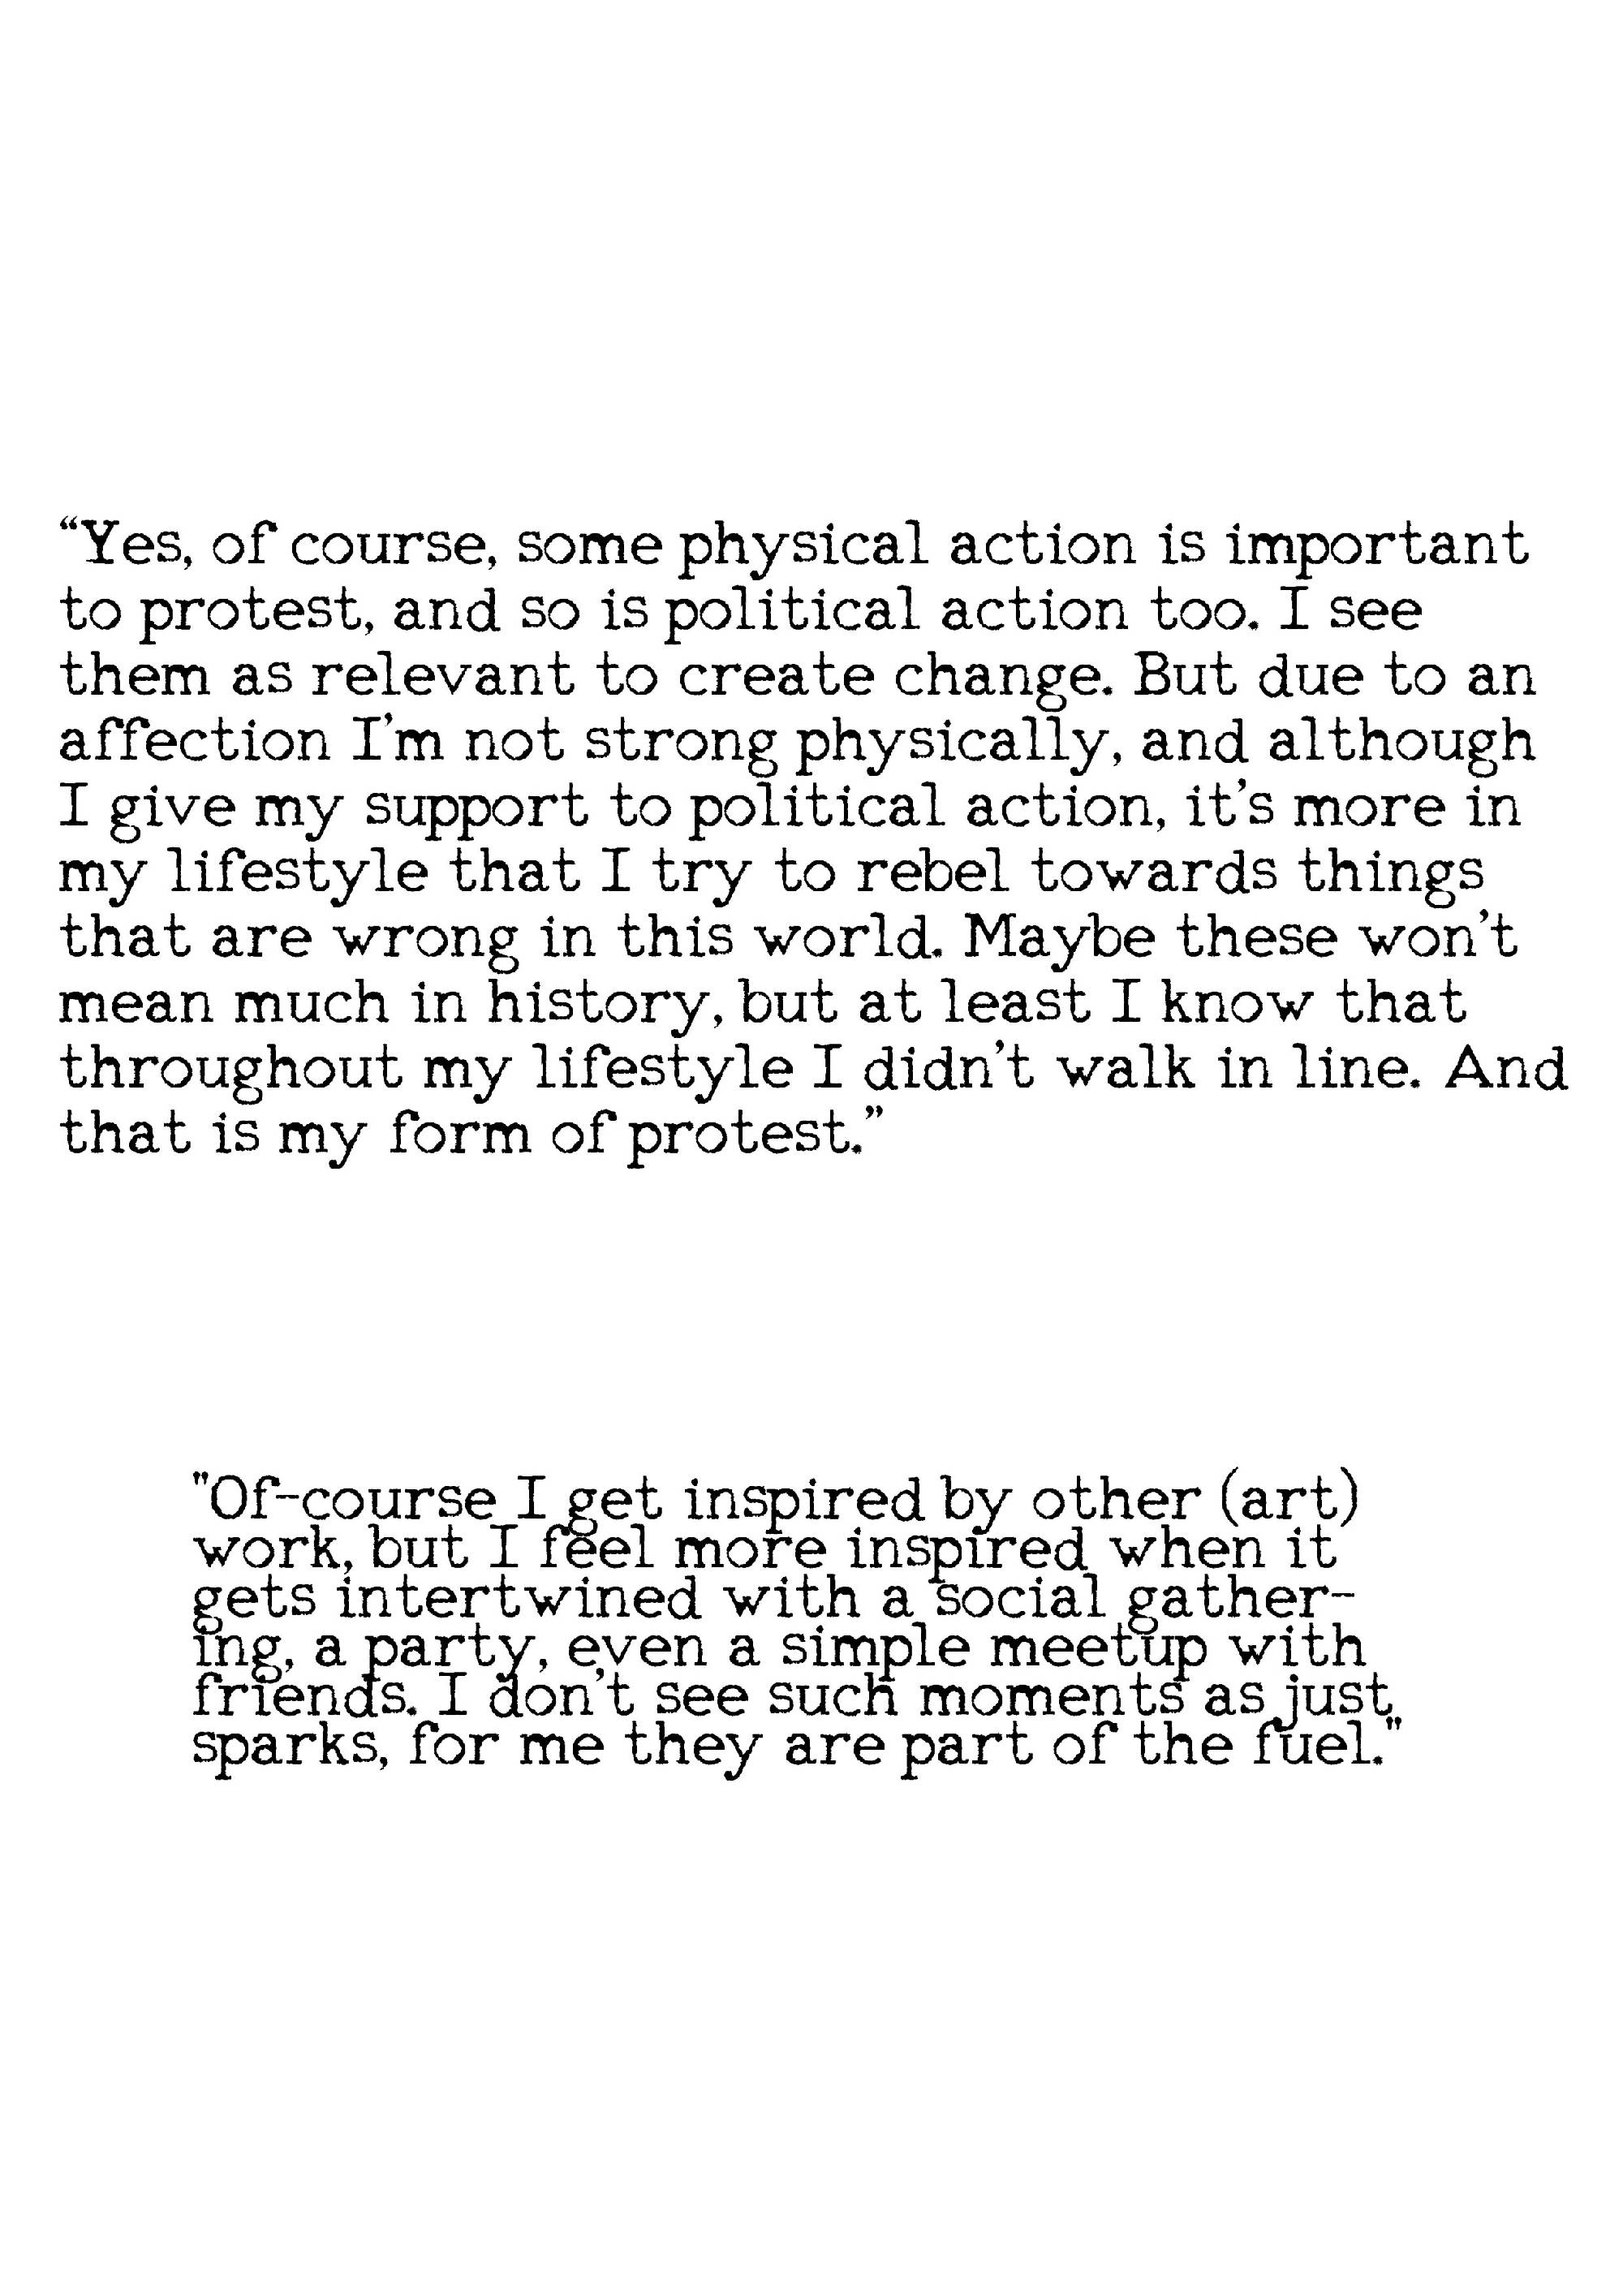 “Yes, of course, some physical action is important
to protest, and so is political action too. I see
them as relevant to create change. But due to an
affection I’m not strong physically, and although
I give my support to political action, it’s more in
my lifestyle that I try to rebel towards things
that are wrong in this world. Maybe these won’t
mean much in history, but at least I know that
throughout my lifestyle I didn’t walk in line. And
that is my form of protest.”
"Of-course I get inspired by other (art)
work, but I feel more inspired when it
gets intertwined with a social gather-
ing, a party, even a simple meetup with
friends. I don’t see such moments as just
sparks, for me they are part of the fuel."